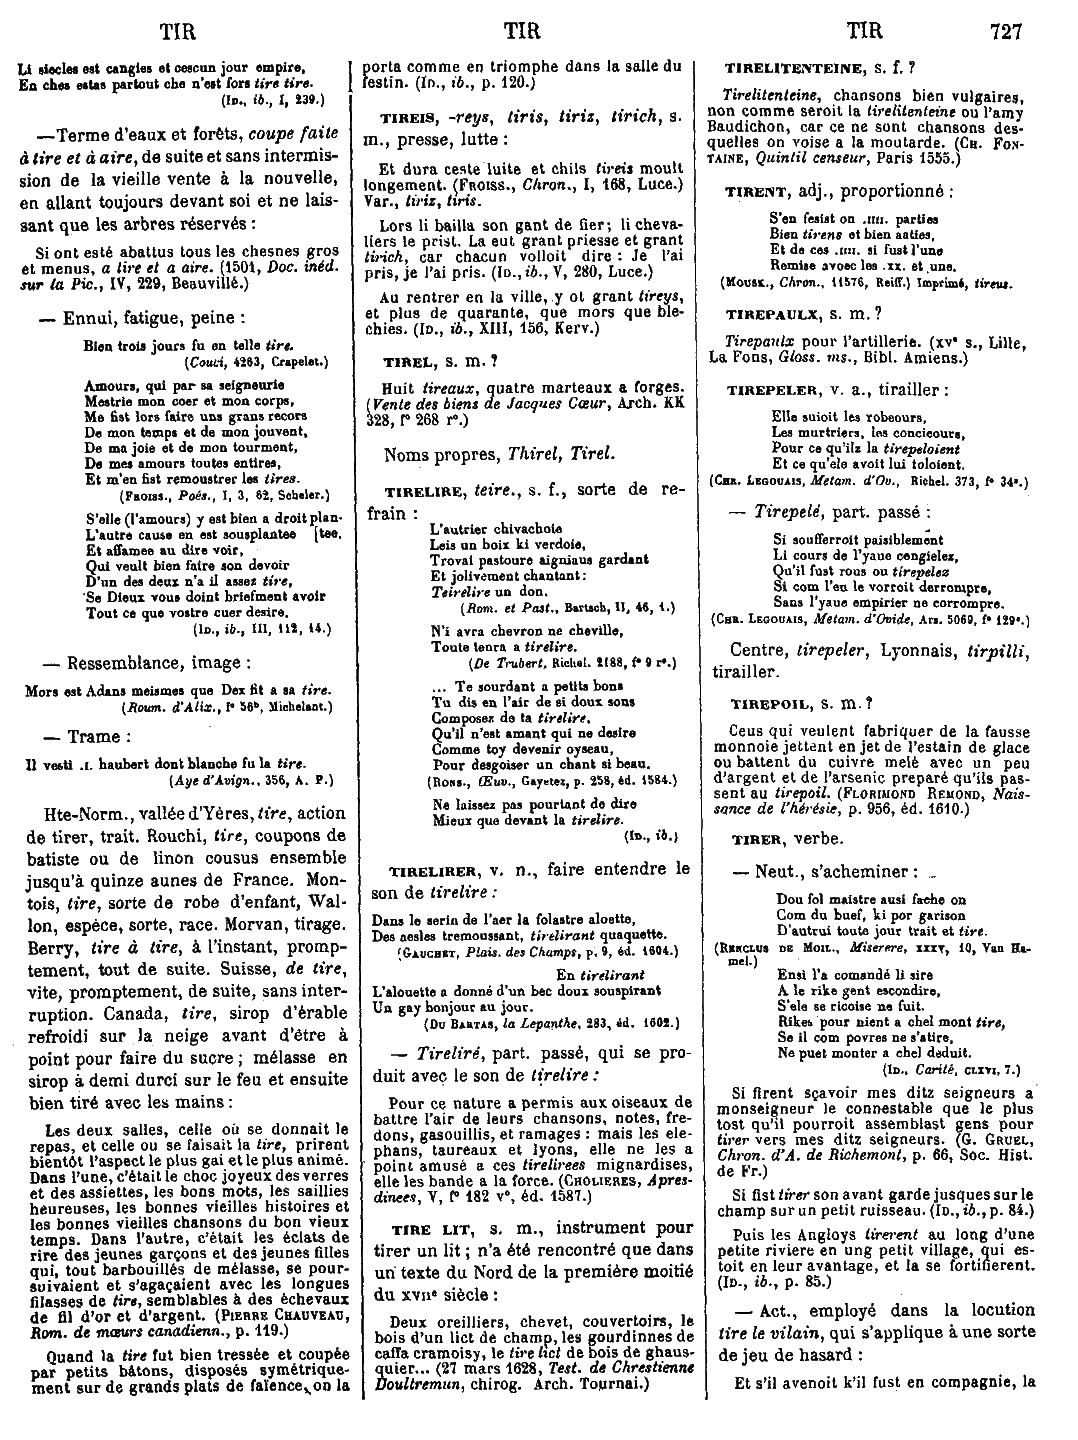 TIR
TIR
TIR 727
Li siecles est cangies et cescun jour empire,
En ches estas partout che n'est fors tire tire.
(Id., ib., I, 239.)
—Terme d'eaux et forêts, coupe faite
à tire et à aire, de suite et sans intermis-
sion de la vieille vente à la nouvelle,
en allant toujours devant soi et ne lais-
sant que les arbres réservés :
Si ont esté abattus tous les chesnes gros
et menus, a tire et a aire. (1501, Doc. inéd.
sur la Pic., IV, 229, Beauvillé.)
— Ennui, fatigue, peine :
Bien trois jours fu en telle tire.
(Couci, 4263, Crapelet.)
Amours, qui par sa seigneurie
Mestrie mon coer et mon corps,
Me fist lors faire uns grans recors
De mon temps et de mon jouvent,
De ma joie et de mon tourment,
De mes amours toutes entires,
Et m'en fist remoustrer les tires.
(Froiss., Poés., I, 3, 62, Scheler.)
S'elle (l'amours) y est bien a droit plan-
L'autre cause en est sousplantee [tee,
Et affamee au dire voir,
Qui veult bien faire son devoir
D'un des deux n'a il assez tire,
Se Dieux vous doint briefment avoir
Tout ce que vostre cuer desire.
(Id., ib., III, 112, 14.)
— Ressemblance, image :
Mors est Adans meismes que Dex fit a sa tire.
(Roum. d'Alix., f° 56ᵇ, Michelant.)
— Trame :
Il vesti .I. haubert dont blanche fu la tire.
(Aye d'Avign., 356, A. P.)
Hte-Norm., vallée d'Yères, tire, action
de tirer, trait. Rouchi, tire, coupons de
batiste ou de linon cousus ensemble
jusqu'à quinze aunes de France. Mon-
tois, tire, sorte de robe d'enfant, Wal-
lon, espèce, sorte, race. Morvan, tirage.
Berry, tire à tire, à l'instant, promp-
tement, tout de suite. Suisse, de tire,
vite, promptement, de suite, sans inter-
ruption. Canada, tire, sirop d'érable
refroidi sur la neige avant d'être à
point pour faire du sucre ; mélasse en
sirop à demi durci sur le feu et ensuite
bien tiré avec les mains :
Les deux salles, celle où se donnait le
repas, et celle ou se faisait la tire, prirent
bientôt l'aspect le plus gai et le plus animé.
Dans l'une, c'était le choc joyeux des verres
et des assiettes, les bons mots, les saillies
heureuses, les bonnes vieilles histoires et
les bonnes vieilles chansons du bon vieux
temps. Dans l'autre, c'était les éclats de
rire des jeunes garçons et des jeunes filles
qui, tout barbouillés de mélasse, se pour-
suivaient et s'agaçaient avec les longues
filasses de tire, semblables à des échevaux
de fil d'or et d'argent. (Pierre Chauveau,
Rom. de mœurs canadienn., p. 119.)
Quand la tire fut bien tressée et coupée
par petits bâtons, disposés symétrique-
ment sur de grands plats de faïence, on la
porta comme en triomphe dans la salle du
festin. (Id., ib., p. 120.)
TIREIS, -reys, tiris, tiriz, tirich, s.
m., presse, lutte :
Et dura ceste luite et chils tireis moult
longement. (Froiss., Chron., I, 168, Luce.)
Var., tiriz, tiris.
Lors li bailla son gant de fier; li cheva-
liers le prist. La eut grant priesse et grant
tirich, car chacun volloit dire : Je l'ai
pris, je l'ai pris. (Id., ib., V, 280, Luce.)
Au rentrer en la ville, y ot grant tireys,
et plus de quarante, que mors que ble-
chies. (Id., ib., XIII, 156, Kerv.)
TIREL, s. m. ?
Huit tireaux, quatre marteaux a forges.
(Vente des biens de Jacques Cœur, Arch. KK
328, f° 268 r°.)
Noms propres, Thirel, Tirel.
TIRELIRE, teire., s. f., sorte de re-
frain :
L'autrier chivachoie
Leis un boix ki verdoie,
Trovai pastoure aigniaus gardant
Et jolivement chantant :
Teirelire un don.
(Rom. et Past., Bartsch, II, 46, 1.)
N'i avra chevron ne cheville,
Toute tenra a tirelire.
(De Trubert, Richel. 2188, f° 9 r°.)
... Te sourdant a petits bons
Tu dis en l'air de si doux sons
Composez de ta tirelire,
Qu'il n'est amant qui ne desire
Comme toy devenir oyseau,
Pour desgoiser un chant si beau.
(Rons., Œuv., Gayetez, p. 258, éd. 1584.)
Ne laissez pas pourtant de dire
Mieux que devant la tirelire.
(Id., ib.)
TIRELIRER, v. n., faire entendre le
son de tirelire :
Dans le serin de l'aer la folastre aloette,
Des aesles tremoussant, tirelirant quaquette.
(Gauchet, Plais. des Champs, p. 9, éd. 1604.)
En tirelirant
L'alouette a donné d'un bec doux souspirant
Un gay bonjour au jour.
(Du Bartas, la Lepanthe, 283, éd. 1602.)
— Tireliré, part. passé, qui se pro-
duit avec le son de tirelire :
Pour ce nature a permis aux oiseaux de
battre l'air de leurs chansons, notes, fre-
dons, gasouillis, et ramages : mais les ele-
phans, taureaux et lyons, elle ne les a
point amusé a ces tirelirees mignardises,
elle les bande a la force. (Cholieres, Apres-
dinees, V, f° 182 v°, éd. 1587.)
TIRE LIT, s. m., instrument pour
tirer un lit ; n'a été rencontré que dans
un texte du Nord de la première moitié
du XVIIᵉ siècle :
Deux oreilliers, chevet, couvertoirs, le
bois d'un lict de champ, les gourdinnes de
caffa cramoisy, le tire lict de bois de ghaus-
quier... (27 mars 1628, Test. de Chrestienne
Doultremun, chirog. Arch. Tournai.)
TIRELITENTEINE, s. f. ?
Tirelitenteine, chansons bien vulgaires,
non comme seroit la tirelitenteine ou l'amy
Baudichon, car ce ne sont chansons des-
quelles on voise a la moutarde. (Ch. Fon-
taine, Quintil censeur, Paris 1555.)
TIRENT, adj., proportionné :
S'en fesist on .IIII. parties
Bien tirens et bien aaties,
Et de ces .IIII. si fust l'une
Remise avoec les .XX. et une.
(Mousk., Chron., 11576, Reiff.) Imprimé, tireus.
TIREPAULX, s. m. ?
Tirepaulx pour l'artillerie. (XVᵉ s., Lille,
La Fons, Gloss. ms., Bibl. Amiens.)
TIREPELER, v. a., tirailler :
Elle suioit les robeours,
Les murtriers, les concieours,
Pour ce qu'ilz la tirepeloient
Et ce qu'ele avoit lui toloient.
(Chr. Legouais, Metam. d'Ov., Richel. 373, f° 34ᵃ.)
— Tirepelé, part. passé :
Si soufferroit paisiblement
Li cours de l'yaue cengielez,
Qu'il fust rous ou tirepelez
Si com l'en le vorroit derrompre,
Sans l'yaue empirier ne corrompre.
(Chr. Legouais, Metam. d'Ovide, Ars. 5069, f° 129ᵃ.)
Centre, tirepeler, Lyonnais, tirpilli,
tirailler.
TIREPOIL, s. m. ?
Ceus qui veulent fabriquer de la fausse
monnoie jettent en jet de l'estain de glace
ou battent du cuivre melé avec un peu
d'argent et de l'arsenic preparé qu'ils pas-
sent au tirepoil. (Florimond Remond, Nais-
sance de l'hérésie, p. 956, éd. 1610.)
TIRER, verbe.
— Neut., s'acheminer :
Dou fol maistre ausi fache on
Com du buef, ki por garison
D'autrui toute jour trait et tire.
(Renclus de Moil., Miserere, XXXV, 10, Van Ha-
mel.)
Ensi l'a comandé li sire
A le rike gent escondire,
S'ele se ricoise ne fuit.
Rikes pour nient a chel mont tire,
Se il com povres ne s'atire,
Ne puet monter a chel deduit.
(Id., Carité, CLXVI, 7.)
Si firent sçavoir mes ditz seigneurs a
monseigneur le connestable que le plus
tost qu'il pourroit assemblast gens pour
tirer vers mes ditz seigneurs. (G. Gruel,
Chron. d'A. de Richemont, p. 66, Soc. Hist.
de Fr.)
Si fist tirer son avant garde jusques sur le
champ sur un petit ruisseau. (Id., ib., p. 84.)
Puis les Angloys tirerent au long d'une
petite riviere en ung petit village, qui es-
toit en leur avantage, et la se fortifierent.
(Id., ib., p. 85.)
— Act., employé dans la locution
tire le vilain, qui s'applique à une sorte
de jeu de hasard :
Et s'il avenoit k'il fust en compagnie, la